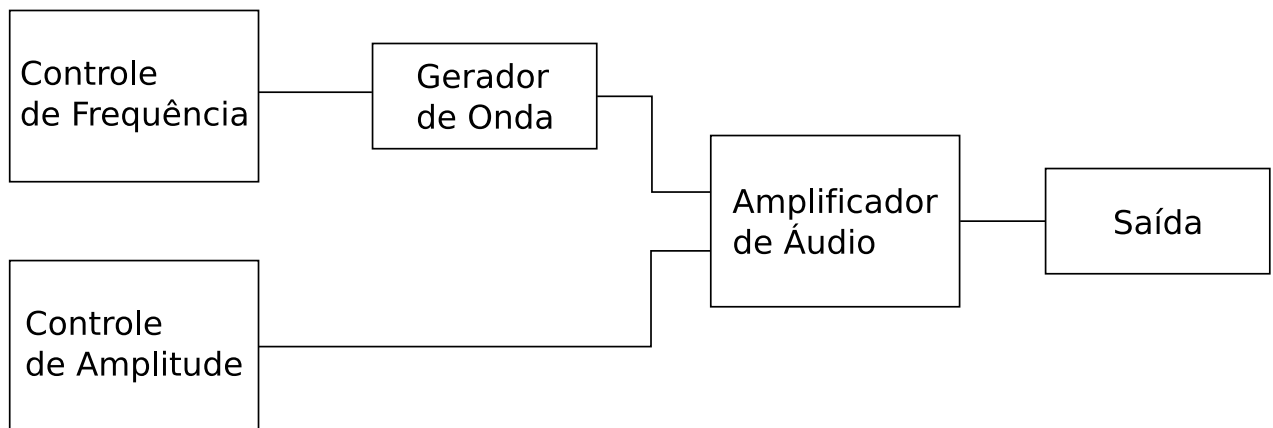 Controle
de Frequência
Gerador
de Onda
Amplificador
de Áudio
Saída
Controle
de Amplitude